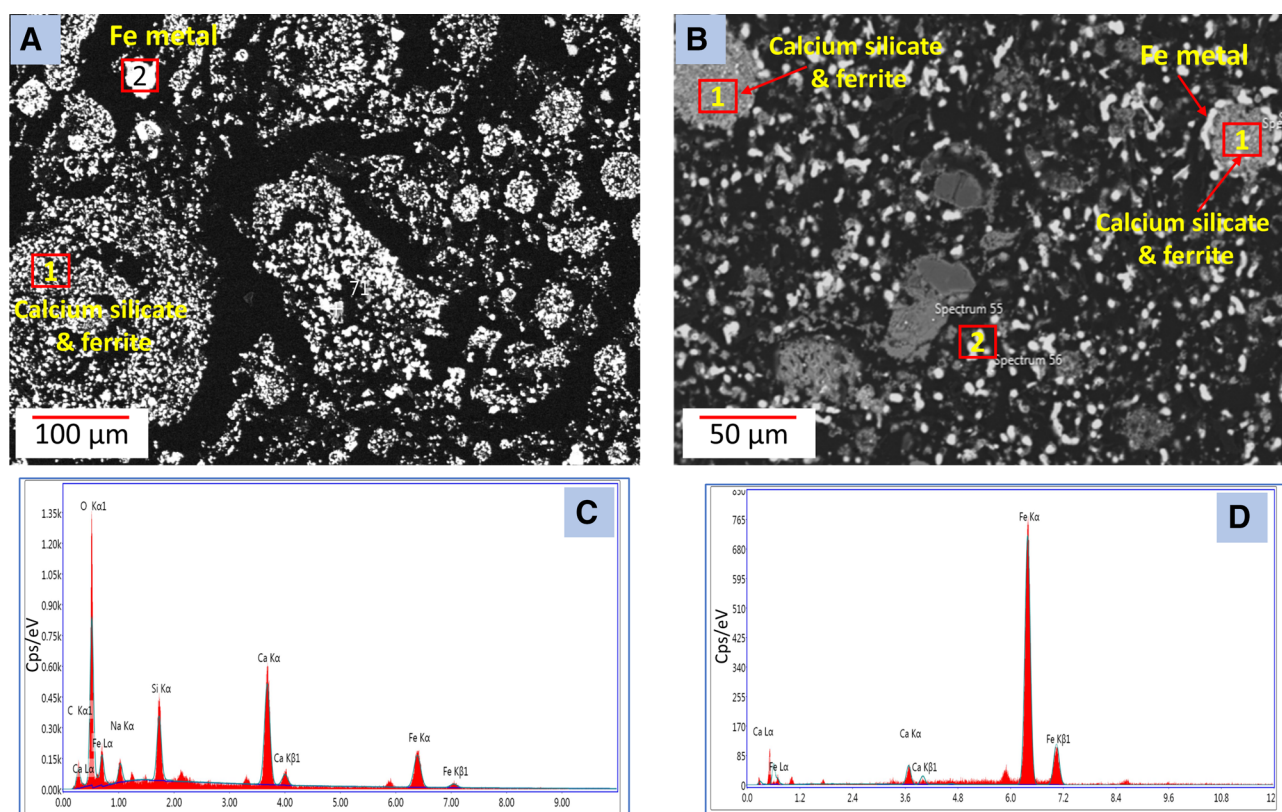 A
Fe metal
2
1
Calcium silicate
& ferrite
71
100 µm
B
Calcium silicate
& ferrite
1
Fe metal
1
Spe
Calcium silicate
& ferrite
Spectrum 55
2
Spectrum 56
50 µm
C
Cps/eV
1.35k
1.20k
1.05k
0.90k
0.75k
0.60k
0.45k
0.30k
0.15k
0.00k
O Kα1
C Kα1
Ca Lα
Fe Lα
Na Kα
Si Kα
Ca Kα
Ca Kβ1
Fe Kα
Fe Kβ1
0.00 1.00 2.00 3.00 4.00 5.00 6.00 7.00 8.00 9.00
D
Cps/eV
850
765
680
595
510
425
340
255
170
85
0
Ca Lα
Fe Lα
Ca Kα
Ca Kβ1
Fe Kα
Fe Kβ1
0.0 1.2 2.4 3.6 4.8 6.0 7.2 8.4 9.6 10.8